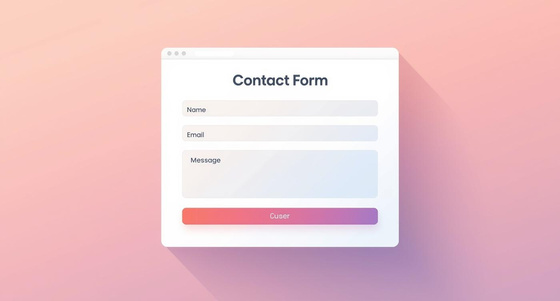 Contact Form
Name
Email
Message
Cuser